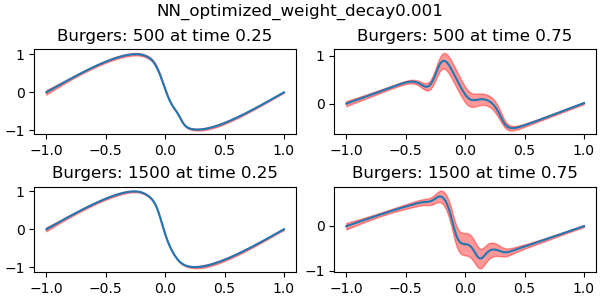 NN_optimized_weight_decay0.001
Burgers: 500 at time 0.25
Burgers: 500 at time 0.75
1
0
−1
−1.0 −0.5 0.0 0.5 1.0
1
0
−1.0 −0.5 0.0 0.5 1.0
Burgers: 1500 at time 0.25
Burgers: 1500 at time 0.75
1
0
−1
−1.0 −0.5 0.0 0.5 1.0
0
−1
−1.0 −0.5 0.0 0.5 1.0